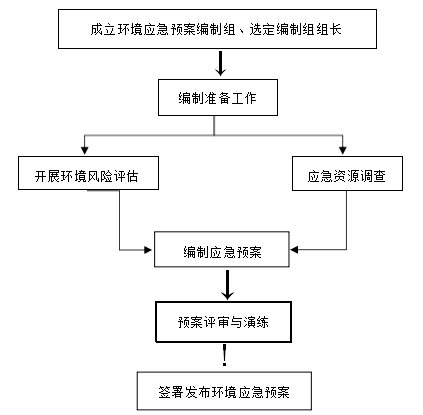 成立环境应急预案编制组、选定编制组组长
编制准备工作
开展环境风险评估
应急资源调查
编制应急预案
预案评审与演练
签署发布环境应急预案